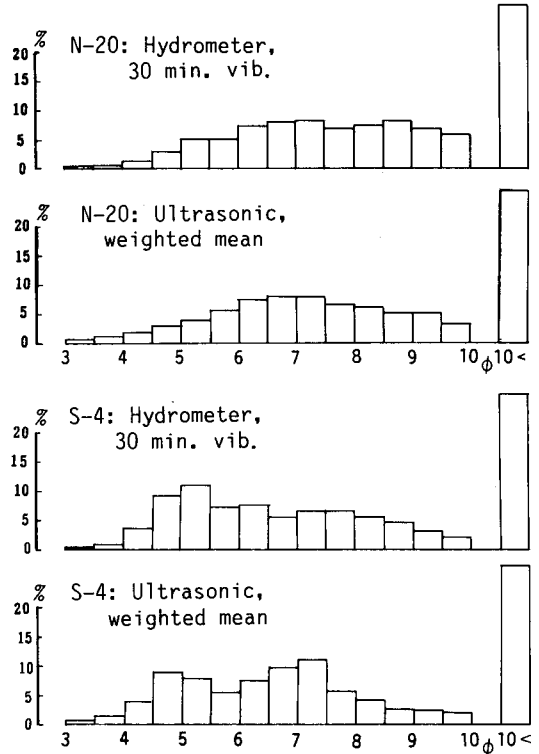 % N-20: Hydrometer,
30 min. vib.
20
15
10
5
0
% N-20: Ultrasonic,
weighted mean
20
15
10
5
0
3 4 5 6 7 8 9 10 ϕ 10 <
% S-4: Hydrometer,
30 min. vib.
20
15
10
5
0
% S-4: Ultrasonic,
weighted mean
20
15
10
5
0
3 4 5 6 7 8 9 10 ϕ 10 <